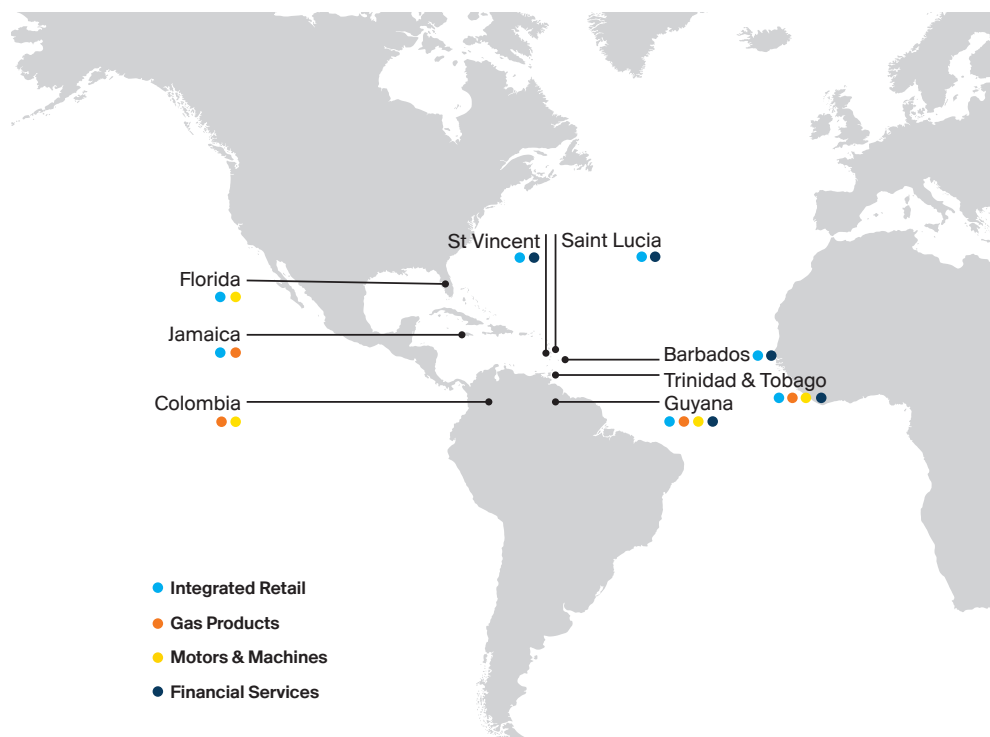 St Vincent
Saint Lucia
Florida
Jamaica
Barbados
Trinidad & Tobago
Colombia
Guyana
Integrated Retail
Gas Products
Motors & Machines
Financial Services